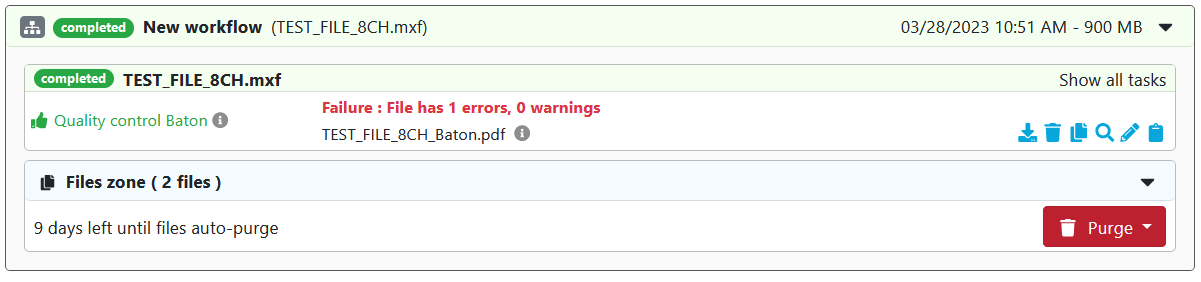 completed New workflow (TEST_FILE_8CH.mxf) 03/28/2023 10:51 AM - 900 MB
completed TEST_FILE_8CH.mxf Show all tasks
Failure : File has 1 errors, 0 warnings
Quality control Baton
TEST_FILE_8CH_Baton.pdf
Files zone ( 2 files )
9 days left until files auto-purge Purge